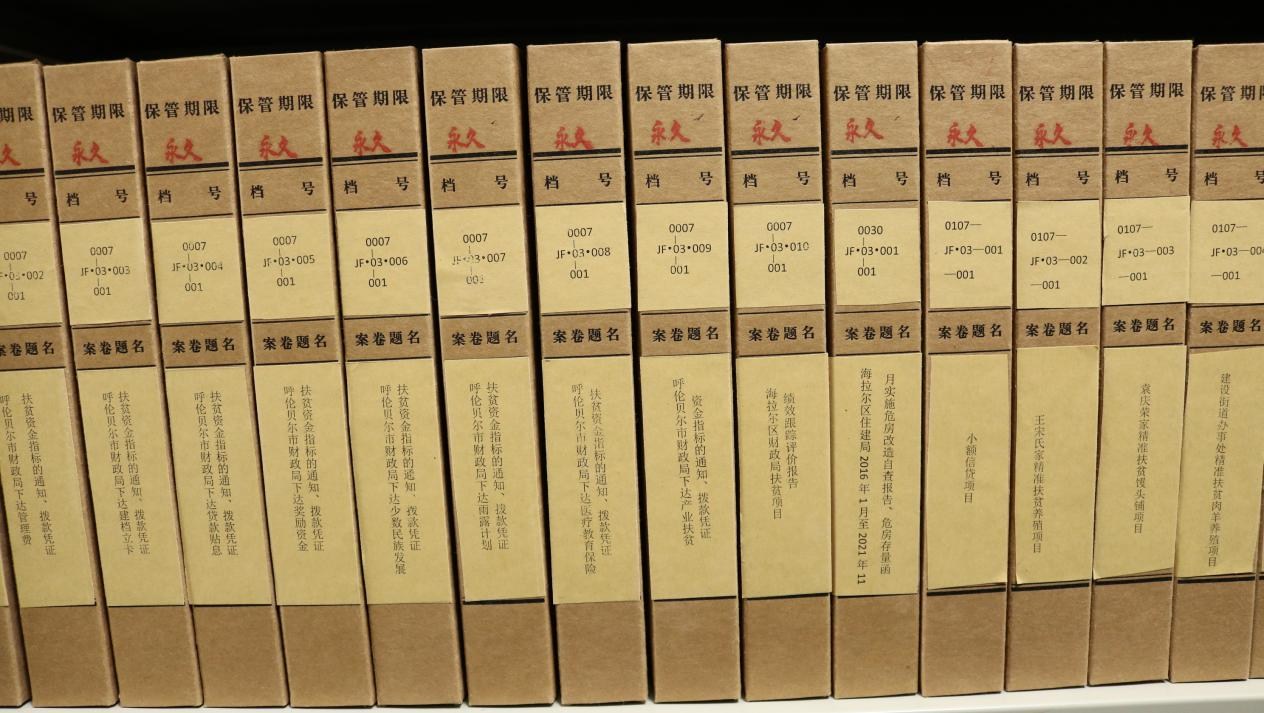 期限
久
号
0007
002
001
案卷题名
呼伦贝尔市财政局下达管理费
扶贫资金指标的通知、拨款凭证
保管期限
永久
档 号
0007
JF•03•003
001
案卷题名
呼伦贝尔市财政局下达建档立卡
扶贫资金指标的通知、拨款凭证
保管期限
永久
档 号
0007
JF•03•004
001
案卷题名
呼伦贝尔市财政局下达贷款贴息
扶贫资金指标的通知、拨款凭证
保管期限
永久
档 号
0007
JF•03•005
001
案卷题名
呼伦贝尔市财政局下达奖励资金
扶贫资金指标的通知、拨款凭证
保管期限
永久
档 号
0007
JF•03•006
001
案卷题名
呼伦贝尔市财政局下达少数民族发展
扶贫资金指标的通知、拨款凭证
保管期限
永久
档 号
0007
JF•03•007
案卷题名
呼伦贝尔市财政局下达雨露计划
扶贫资金指标的通知、拨款凭证
保管期限
永久
档 号
0007
JF•03•008
001
案卷题名
呼伦贝尔市财政局下达医疗教育保险
扶贫资金指标的通知、拨款凭证
保管期限
永久
档 号
0007
JF•03•009
001
案卷题名
呼伦贝尔市财政局下达产业扶贫
资金指标的通知、拨款凭证
保管期限
永久
档 号
0007
JF•03•010
001
案卷题名
海拉尔区财政局扶贫项目
绩效跟踪评价报告
保管期限
永久
档 号
0030
JF•03•001
001
案卷题名
海拉尔区住建局 2016 年 1 月至 2021 年 11
月实施危房改造自查报告、危房存量函
保管期限
永久
档 号
0107—
JF•03—001
—001
案卷题名
小额信贷项目
保管期限
永久
档 号
0107—
JF•03—002
—001
案卷题名
王宋氏家精准扶贫养殖项目
保管期限
永久
档 号
0107—
JF•03—003
—001
案卷题名
袁庆荣家精准扶贫馒头铺项目
保管期限
永久
档 号
0107—
JF•03—004
—001
案卷题名
建设街道办事处精准扶贫肉羊养殖项目